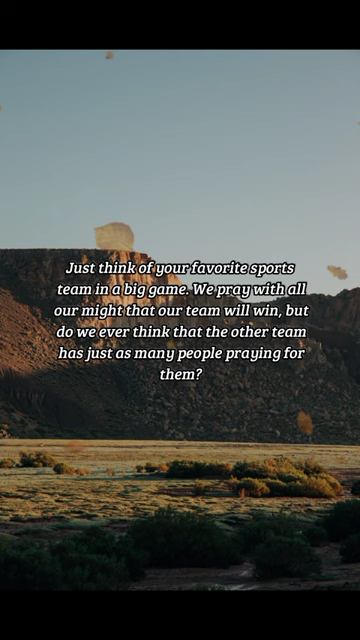 Just think of your favorite sports
team in a big game. We pray with all
our might that our team will win, but
do we ever think that the other team
has just as many people praying for
them?